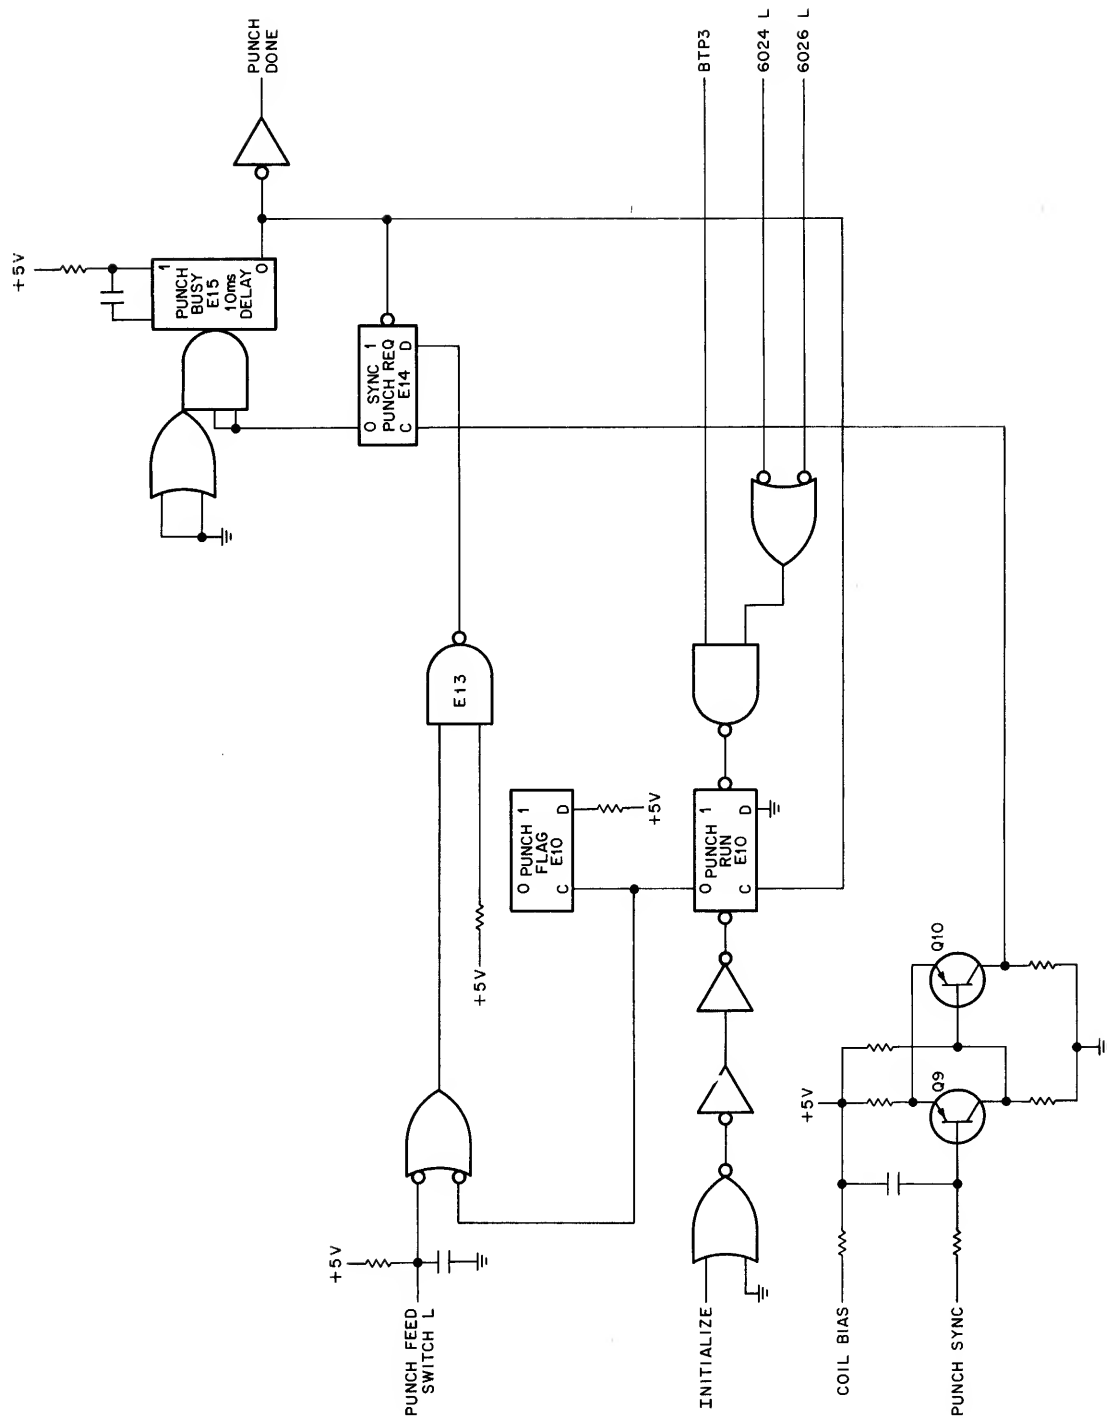 PUNCH
DONE
+5V
1
PUNCH
BUSY
E15
10ms
DELAY
0
0 SYNC 1
PUNCH REQ
C E14 D
BTP3
6024 L
6026 L
E13
+5V
0 PUNCH 1
FLAG
C E10 D
+5V
0 PUNCH 1
RUN
C E10 D
Q10
Q9
+5V
+5V
PUNCH FEED
SWITCH L
INITIALIZE
COIL BIAS
PUNCH SYNC